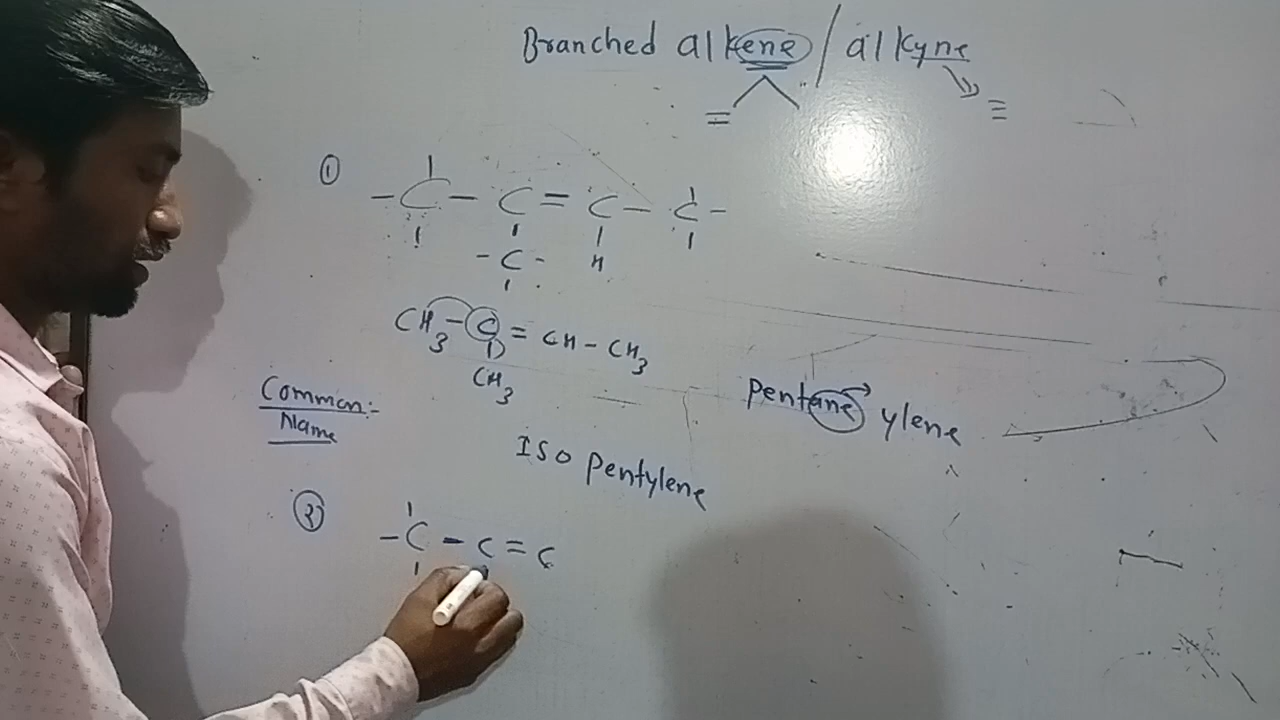 Branched alkene / alkyne
= ≡
① - C - C = C - C -
- C - H
CH3 - C = CH - CH3
CH3
Common:-
Name
Pentane ylene
Iso Pentylene
② - C - C = C